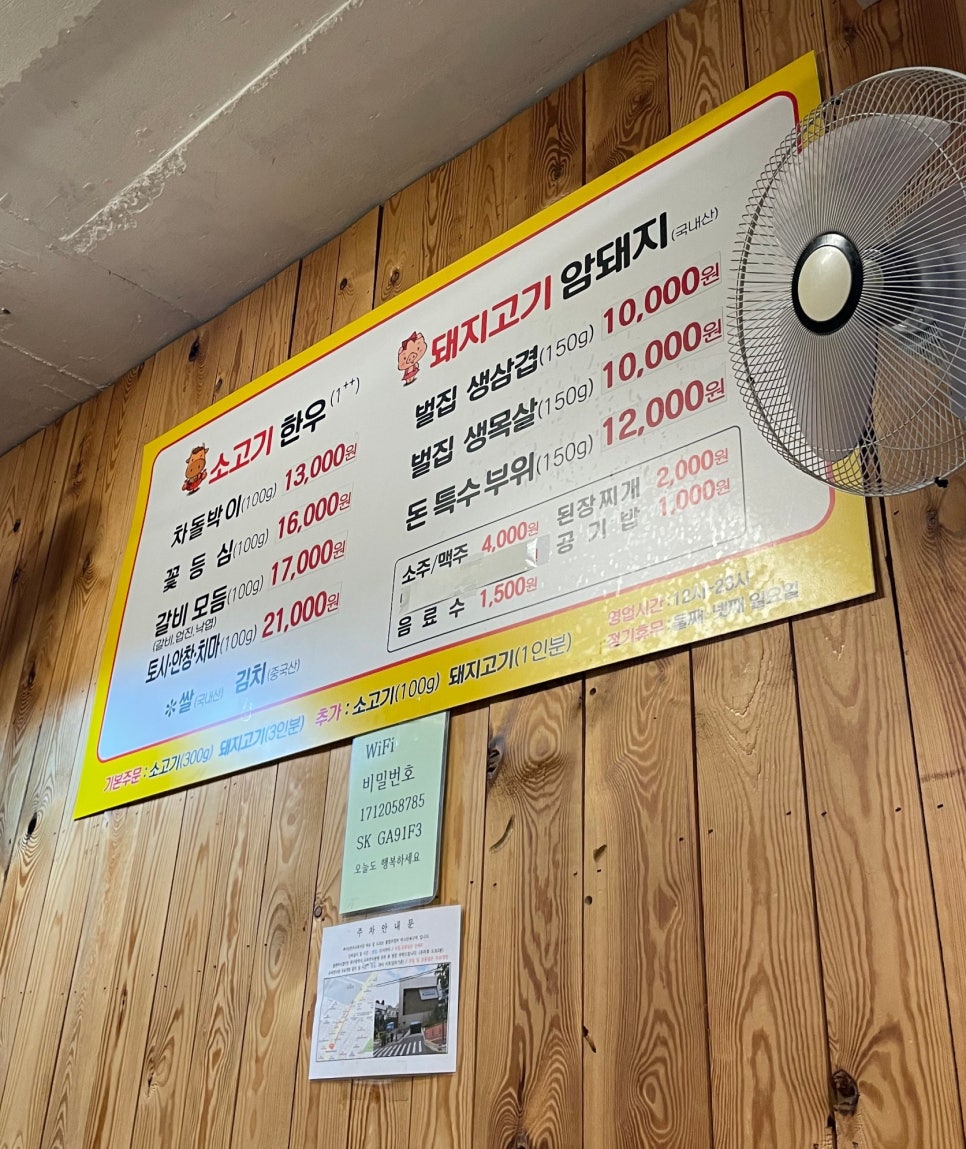 소고기 한우 (1++)
차돌박이(100g) 13,000원
꽃등심(100g) 16,000원
갈비 모듬(100g) 17,000원
(갈비,업진,낙엽)
토시·안창·치마(100g) 21,000원
※쌀(국내산) 김치(중국산)
돼지고기 암돼지(국내산)
벌집 생삼겹(150g) 10,000원
벌집 생목살(150g) 10,000원
돈 특수부위(150g) 12,000원
소주/맥주 4,000원
음료수 1,500원
된장찌개 2,000원
공기밥 1,000원
영업시간 : 12시-23시
정기휴무 : 둘째·넷째 일요일
기본주문 : 소고기(300g) 돼지고기(3인분) 추가 : 소고기(100g) 돼지고기(1인분)
WiFi
비밀번호
1712058785
SK GA9IF3
오늘도 행복하세요
주차안내문